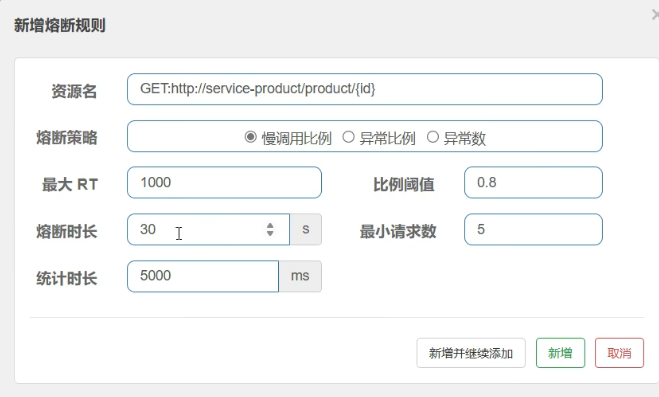 新增熔断规则
资源名 GET:http://service-product/product/{id}
熔断策略 慢调用比例 异常比例 异常数
最大 RT 1000 比例阈值 0.8
熔断时长 30 s 最小请求数 5
统计时长 5000 ms
新增并继续添加 新增 取消